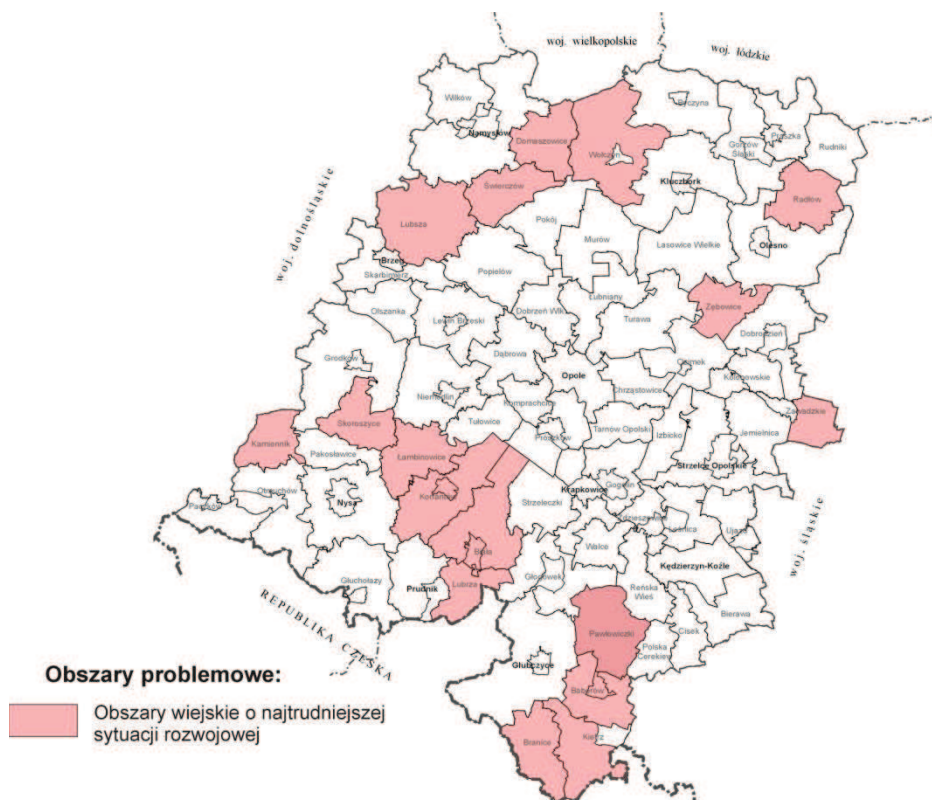 woj. wielkopolskie
woj. łódzkie
Wilków
Byczyna
Namysłów
Domaszowice
Wołczyn
Gorzów
Śląski
Praszka
Rudniki
Kluczbork
Świerczów
Radłów
Lubsza
Pokój
Murów
Lasowice Wielkie
Olesno
woj. dolnośląskie
Brzeg
Skarbimierz
Popielów
Olszanka
Lewin Brzeski
Dobrzeń Wlk.
Łubniany
Turawa
Zębowice
Dobrodzień
Grodków
Dąbrowa
Opole
Ozimek
Chrząstowice
Kolonowskie
Niemodlin
Komprachcice
Skoroszyce
Tułowice
Prószków
Tarnów Opolski
Izbicko
Jemielnica
Zawadzkie
Kamiennik
Pakosławice
Łambinowice
Strzelce Opolskie
Otmuchów
Paczków
Nysa
Korfantów
Strzeleczki
Krapkowice
Gogolin
Zdzieszowice
Leśnica
Ujazd
woj. śląskie
Biała
Walce
Kędzierzyn-Koźle
Głuchołazy
Prudnik
Lubrza
Głogówek
Reńska
Wieś
Bierawa
REPUBLIKA CZESKA
Pawłowiczki
Cisek
Polska
Cerekiew
Głubczyce
Baborów
Branice
Kietrz
Obszary problemowe:
Obszary wiejskie o najtrudniejszej
sytuacji rozwojowej